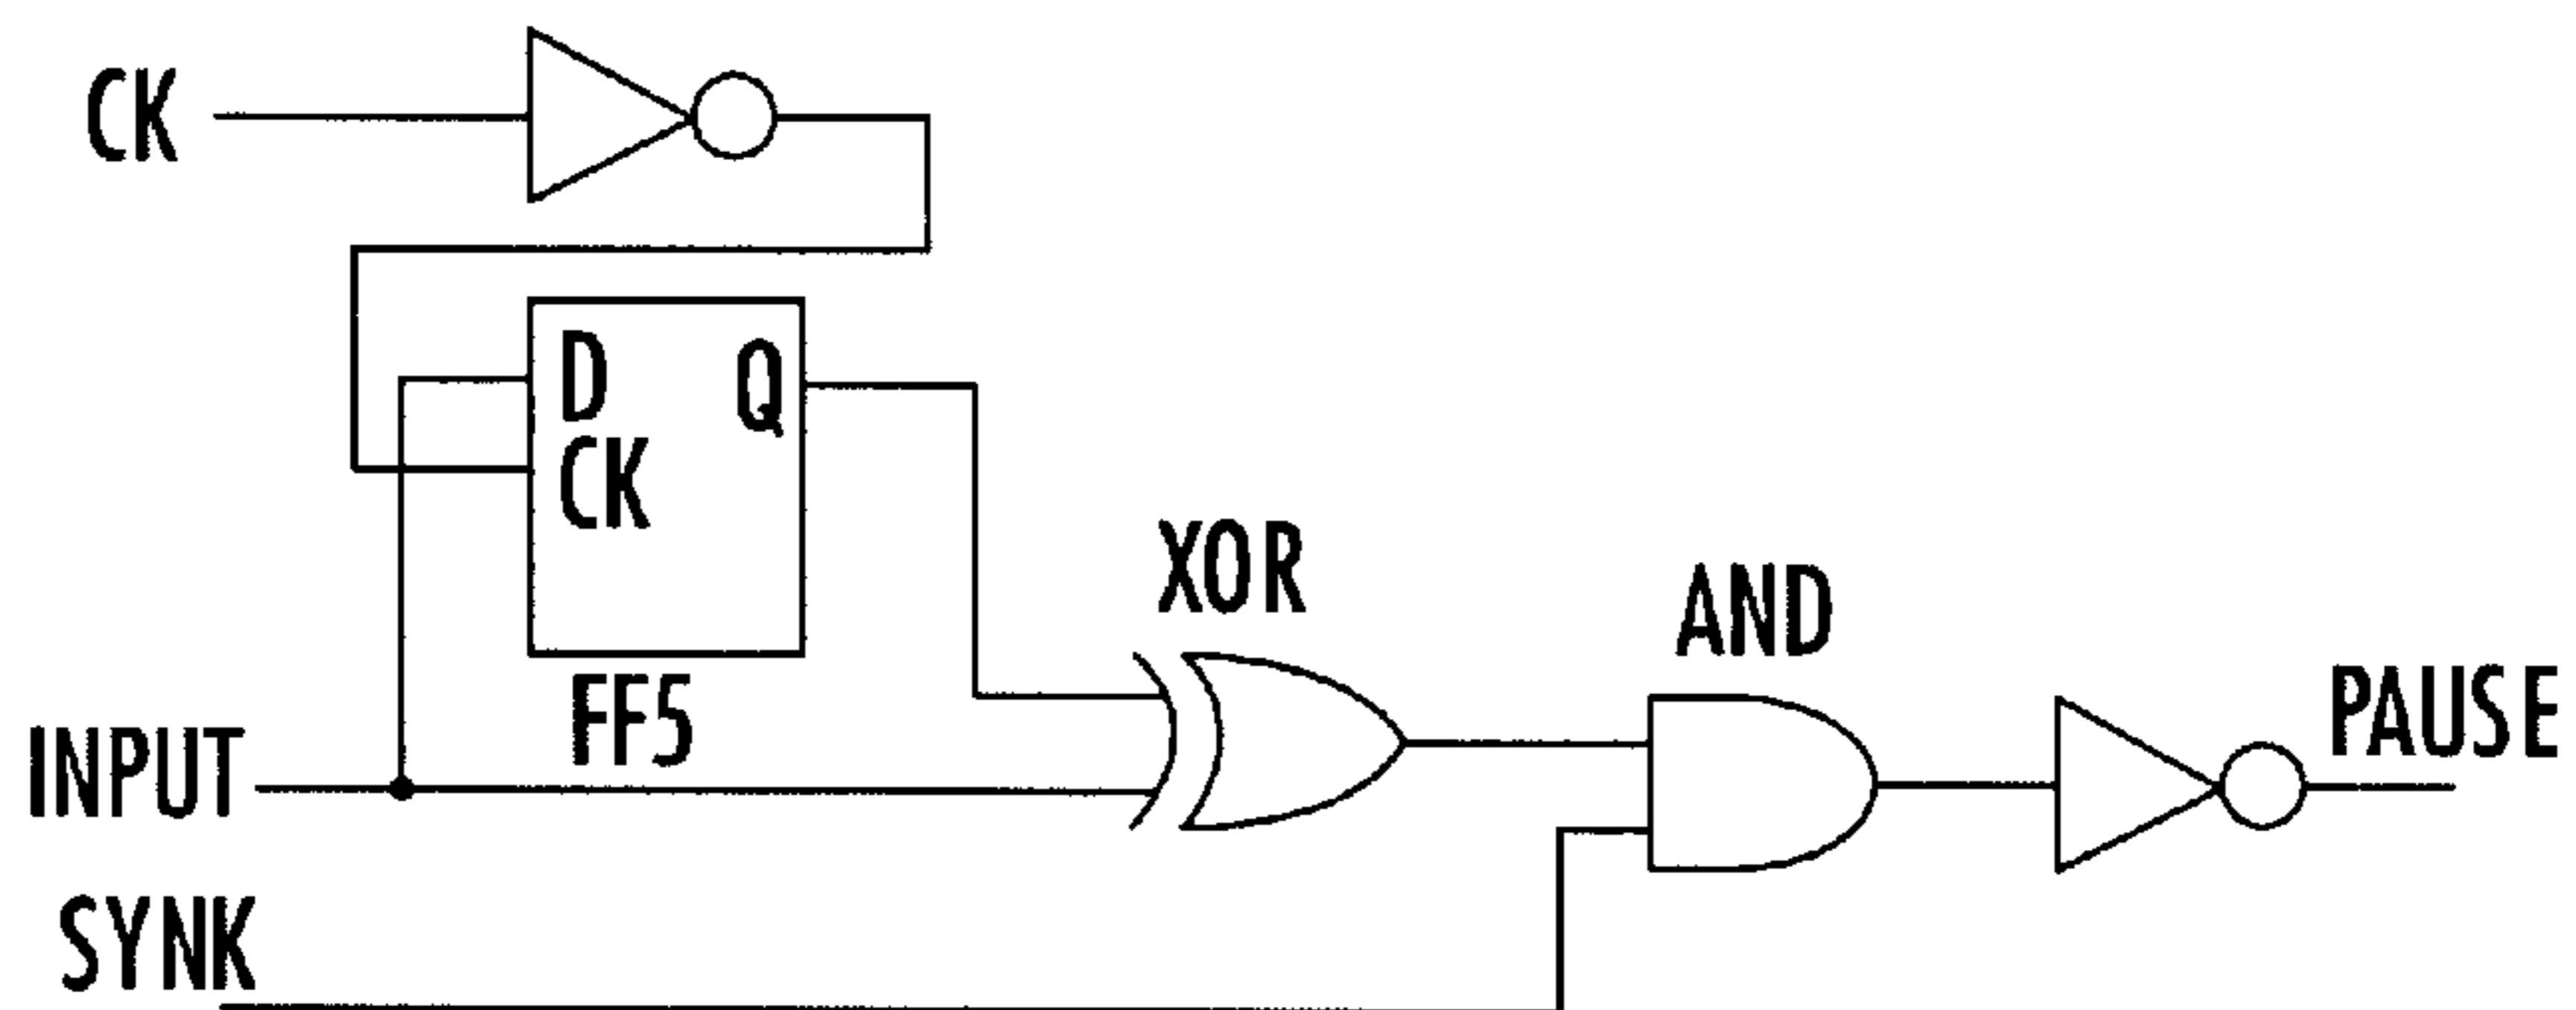 CK
D Q
CK
FF5
XOR
AND
INPUT
PAUSE
SYNK